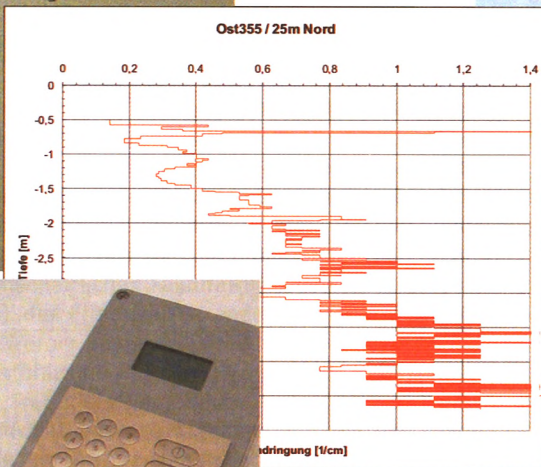 Ost355 / 25m Nord
0 0,2 0,4 0,6 0,8 1 1,2 1,4
0
-0,5
-1
-1,5
-2
-2,5
Tiefe [m]
ndringung [1/cm]